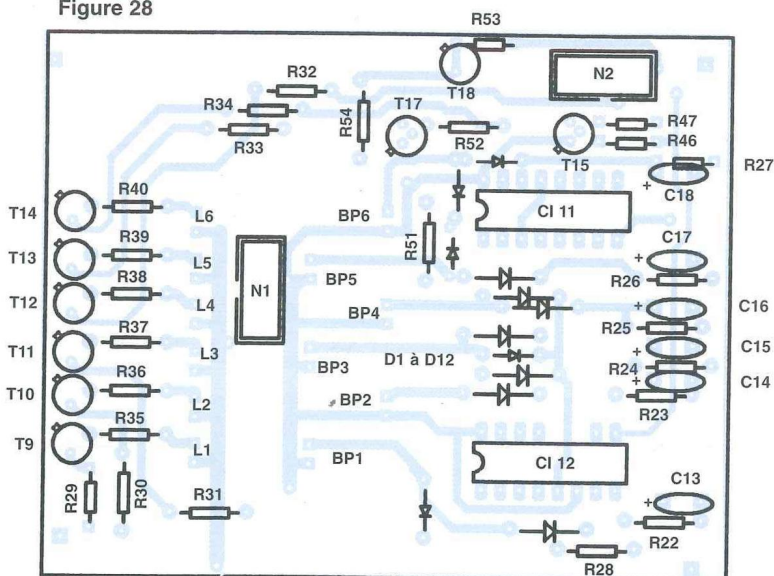 Figure 28
R53
N2
R32
T18
R34
R54
T17
R47
R33
R52
R46
T15
R27
R40
C18
T14
L6
BP6
CI 11
R39
R51
C17
T13
L5
R38
BP5
R26
N1
T12
L4
BP4
C16
R37
R25
T11
L3
D1 à D12
C15
BP3
R24
R36
C14
T10
L2
BP2
R23
R35
T9
L1
BP1
CI 12
C13
R29
R30
R31
R22
R28
+
+
+
+
+
+